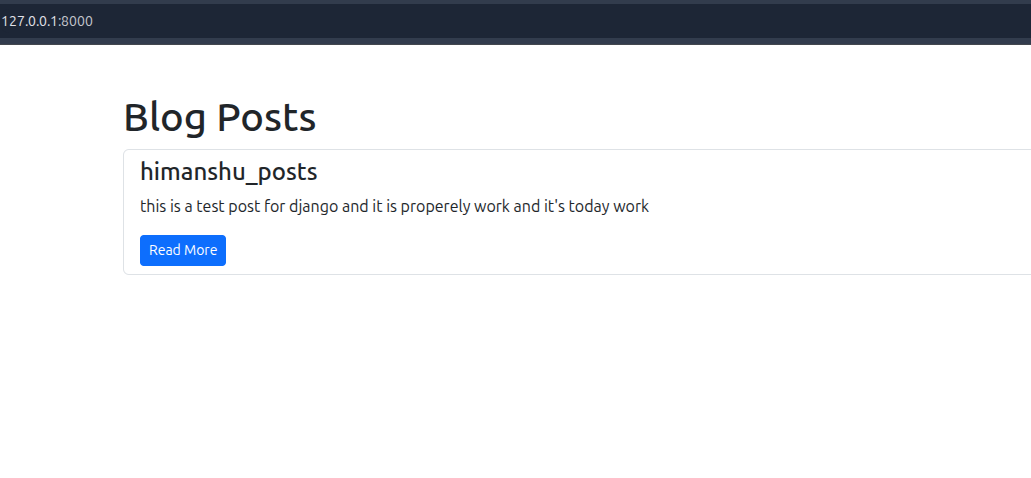 127.0.0.1:8000
Blog Posts
himanshu_posts
this is a test post for django and it is properely work and it's today work
Read More